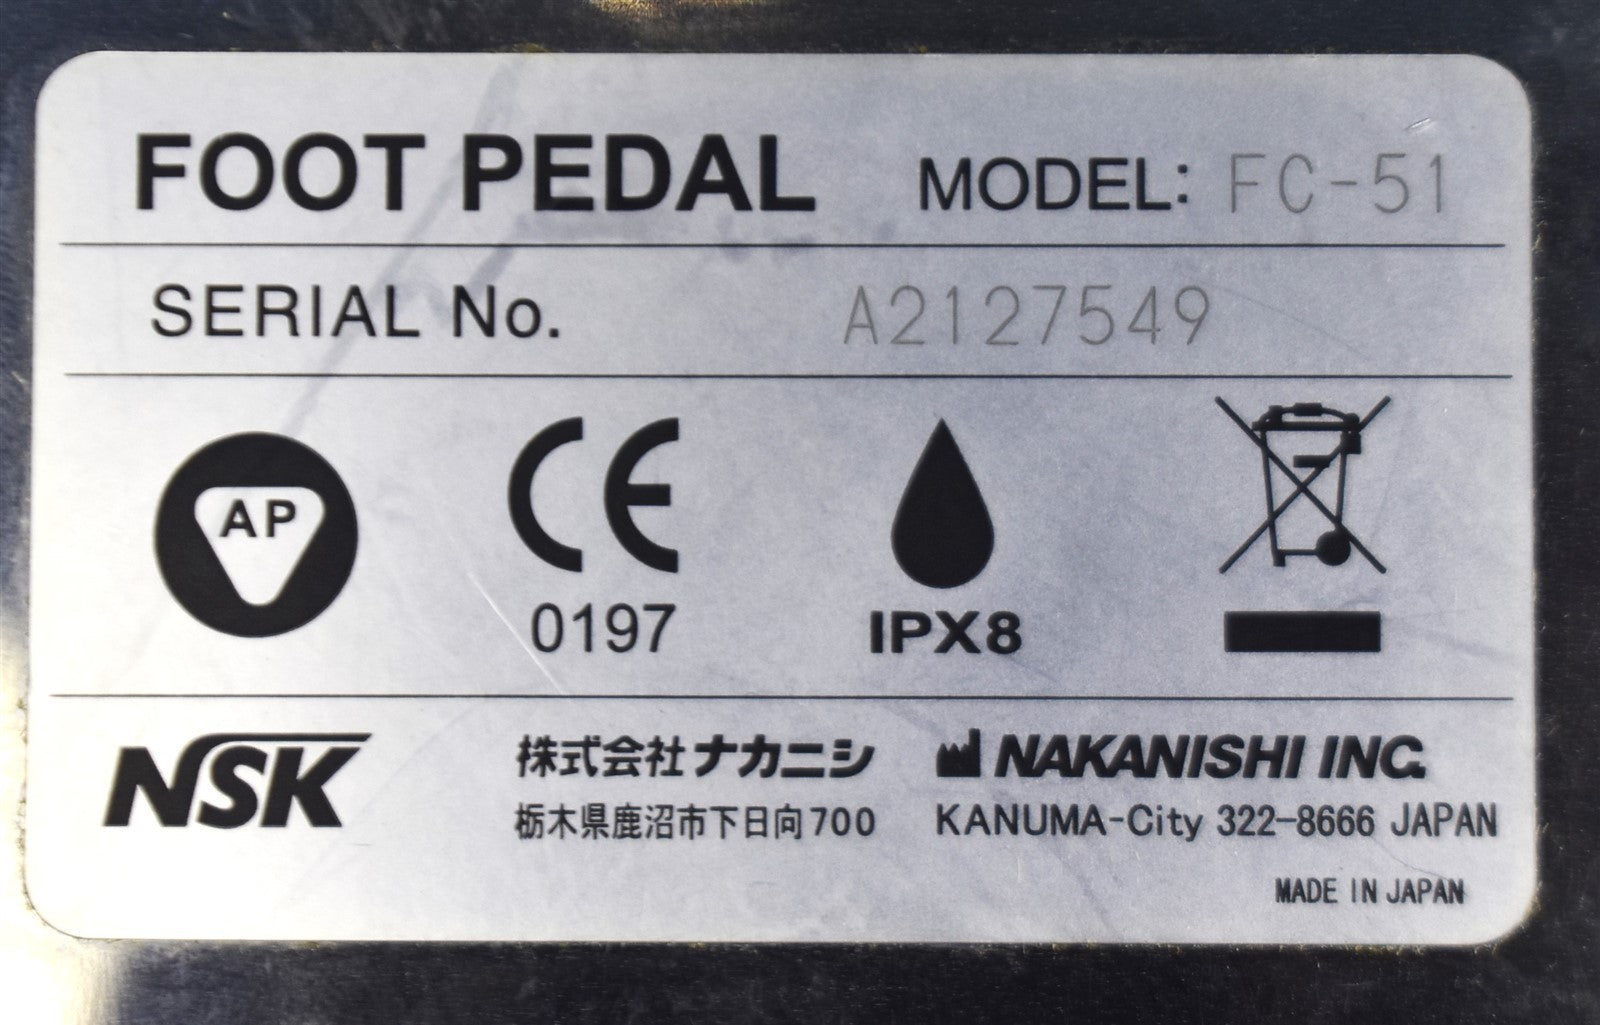 FOOT PEDAL MODEL: FC-51
SERIAL No. A2127549
AP
CE
0197
IPX8
NSK
株式会社ナカニシ
栃木県鹿沼市下日向700
NAKANISHI INC.
KANUMA-City 322-8666 JAPAN
MADE IN JAPAN